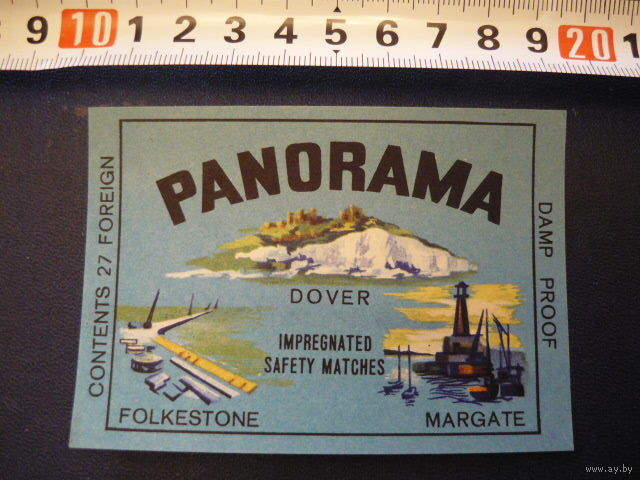 9 10 1 2 3 4 5 6 7 8 9 20 1
PANORAMA
CONTENTS 27 FOREIGN
DAMP PROOF
DOVER
IMPREGNATED
SAFETY MATCHES
FOLKESTONE
MARGATE
www.ay.by